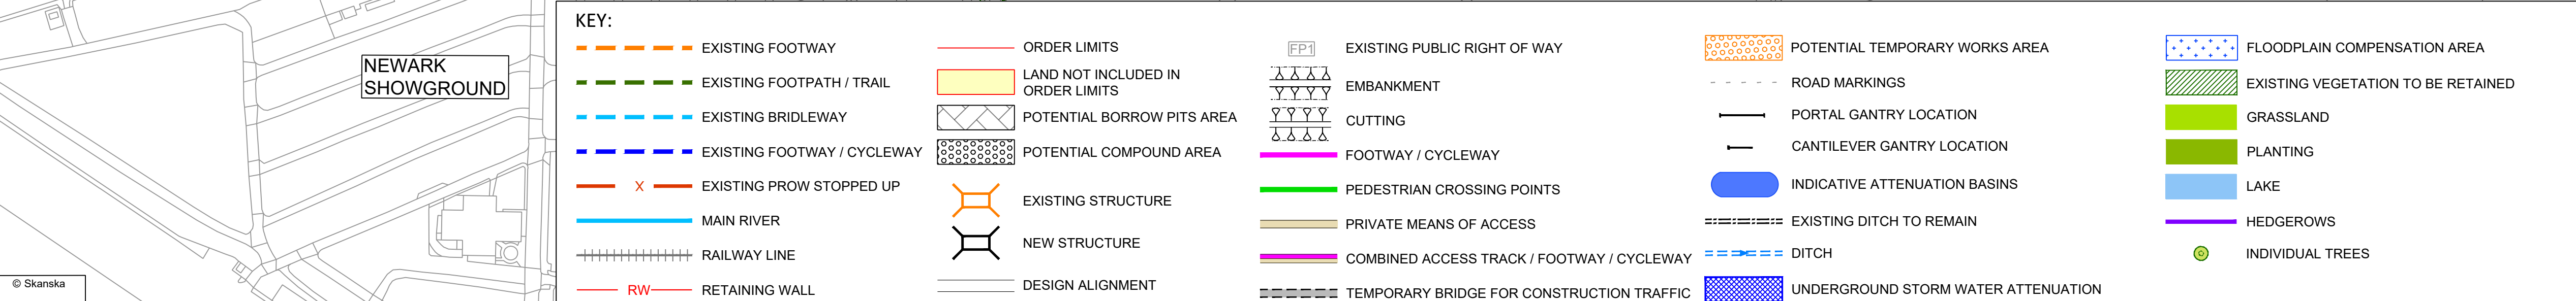 NEWARK
SHOWGROUND
© Skanska
KEY:
EXISTING FOOTWAY
EXISTING FOOTPATH / TRAIL
EXISTING BRIDLEWAY
EXISTING FOOTWAY / CYCLEWAY
X
EXISTING PROW STOPPED UP
MAIN RIVER
RAILWAY LINE
RW
RETAINING WALL
ORDER LIMITS
LAND NOT INCLUDED IN
ORDER LIMITS
POTENTIAL BORROW PITS AREA
POTENTIAL COMPOUND AREA
EXISTING STRUCTURE
NEW STRUCTURE
DESIGN ALIGNMENT
FP1
EXISTING PUBLIC RIGHT OF WAY
EMBANKMENT
CUTTING
FOOTWAY / CYCLEWAY
PEDESTRIAN CROSSING POINTS
PRIVATE MEANS OF ACCESS
COMBINED ACCESS TRACK / FOOTWAY / CYCLEWAY
TEMPORARY BRIDGE FOR CONSTRUCTION TRAFFIC
POTENTIAL TEMPORARY WORKS AREA
ROAD MARKINGS
PORTAL GANTRY LOCATION
CANTILEVER GANTRY LOCATION
INDICATIVE ATTENUATION BASINS
EXISTING DITCH TO REMAIN
DITCH
UNDERGROUND STORM WATER ATTENUATION
FLOODPLAIN COMPENSATION AREA
EXISTING VEGETATION TO BE RETAINED
GRASSLAND
PLANTING
LAKE
HEDGEROWS
INDIVIDUAL TREES